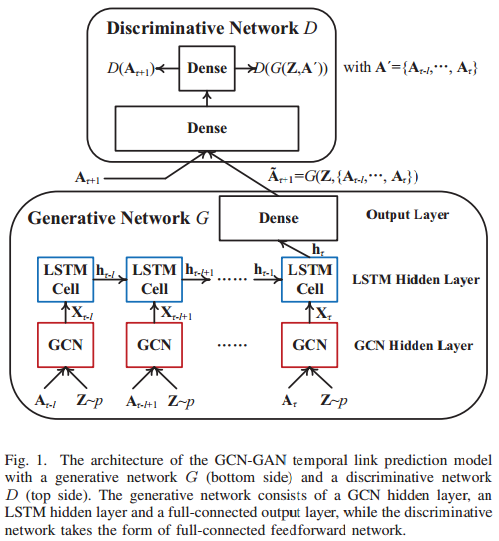 Discriminative Network D
D(Aτ+1) Dense D(G(Z,A´)) with A´={Aτ-l,···, Aτ}
Dense
Aτ+1 Ãτ+1=G(Z,{Aτ-l,···, Aτ})
Generative Network G Dense Output Layer
hτ
LSTM Cell hτ-l LSTM Cell hτ-l+1 ······ hτ-1 LSTM Cell LSTM Hidden Layer
Xτ-l Xτ-l+1 Xτ
GCN GCN ······ GCN GCN Hidden Layer
Aτ-l Z~p Aτ-l+1 Z~p Aτ Z~p
Fig. 1. The architecture of the GCN-GAN temporal link prediction model
with a generative network G (bottom side) and a discriminative network
D (top side). The generative network consists of a GCN hidden layer, an
LSTM hidden layer and a full-connected output layer, while the discriminative
network takes the form of full-connected feedforward network.